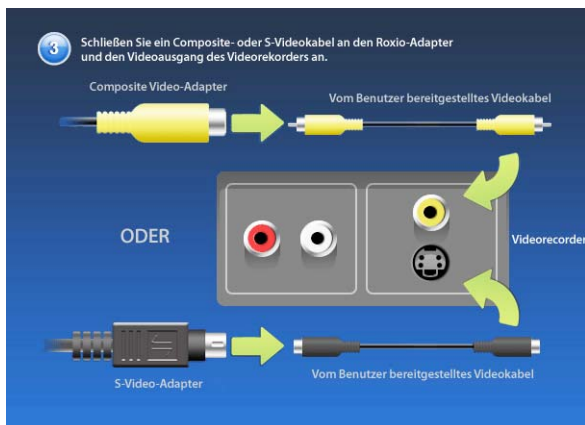 3
Schließen Sie ein Composite- oder S-Videokabel an den Roxio-Adapter
und den Videoausgang des Videorekorders an.
Composite Video-Adapter
Vom Benutzer bereitgestelltes Videokabel
ODER
Videorecorder
S-Video-Adapter
Vom Benutzer bereitgestelltes Videokabel